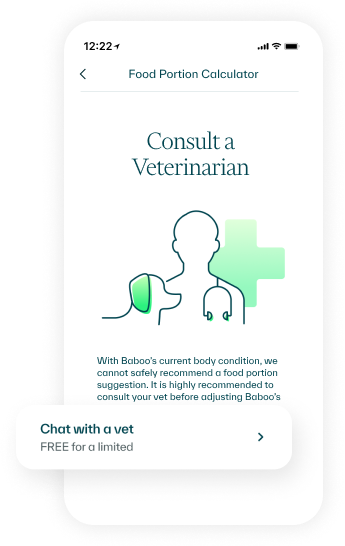 12:22
Food Portion Calculator
Consult a
Veterinarian
With Baboo's current body condition, we
cannot safely recommend a food portion
suggestion. It is highly recommended to
consult your vet before adjusting Baboo's
Chat with a vet
FREE for a limited